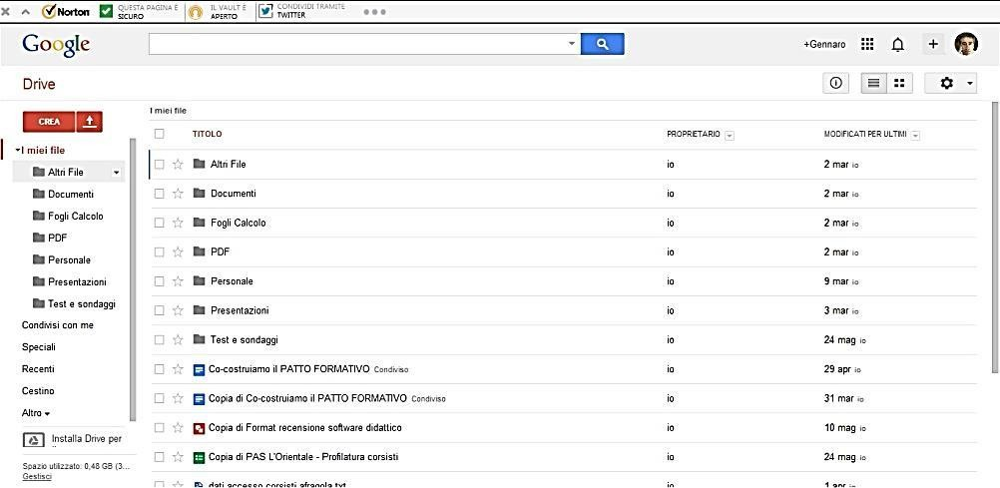 Norton
QUESTA PAGINA È
SICURO
IL VAULT È
APERTO
CONDIVIDI TRAMITE
TWITTER
Google
+Gennaro
Drive
CREA
I miei file
Altri File
Documenti
Fogli Calcolo
PDF
Personale
Presentazioni
Test e sondaggi
Condivisi con me
Speciali
Recenti
Cestino
Altro
Installa Drive per
Spazio utilizzato: 0,48 GB (3...
Gestisci
I miei file
TITOLO PROPRIETARIO MODIFICATI PER ULTIMI
Altri File io 2 mar io
Documenti io 2 mar io
Fogli Calcolo io 2 mar io
PDF io 2 mar io
Personale io 9 mar io
Presentazioni io 3 mar io
Test e sondaggi io 24 mag io
Co-costruiamo il PATTO FORMATIVO Condiviso io 29 apr io
Copia di Co-costruiamo il PATTO FORMATIVO Condiviso io 31 mar io
Copia di Format recensione software didattico io 10 mag io
Copia di PAS L'Orientale - Profilatura corsisti io 24 mag io
dati accesso corsisti afragola.txt io 1 apr io